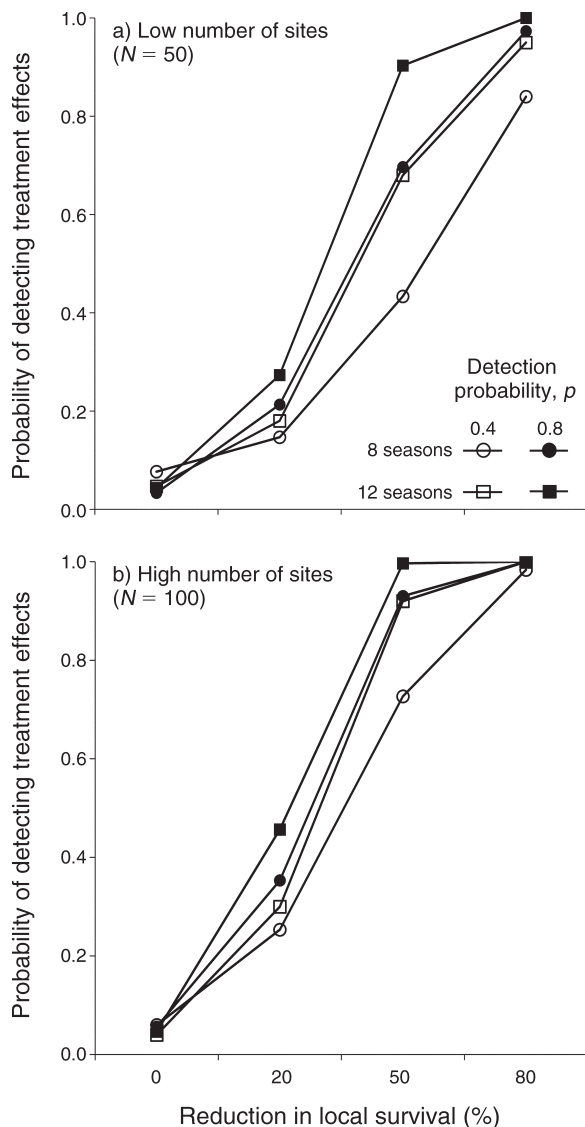 a) Low number of sites
(N = 50)
Probability of detecting treatment effects
1.0
0.8
0.6
0.4
0.2
0.0
Detection
probability, p
0.4 0.8
8 seasons
12 seasons
b) High number of sites
(N = 100)
Probability of detecting treatment effects
1.0
0.8
0.6
0.4
0.2
0.0
0 20 50 80
Reduction in local survival (%)